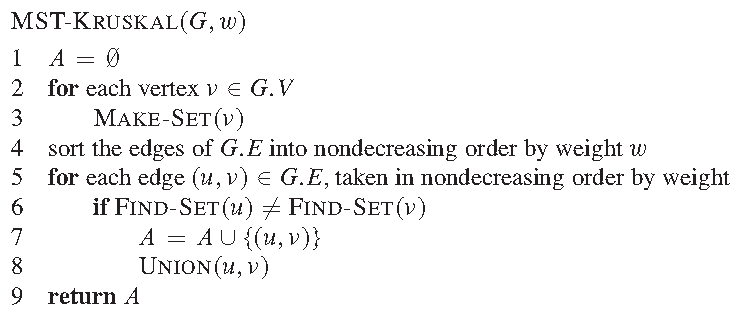 MST-KRUSKAL(G, w)
1 A = ∅
2 for each vertex v ∈ G.V
3 MAKE-SET(v)
4 sort the edges of G.E into nondecreasing order by weight w
5 for each edge (u, v) ∈ G.E, taken in nondecreasing order by weight
6 if FIND-SET(u) ≠ FIND-SET(v)
7 A = A ∪ {(u, v)}
8 UNION(u, v)
9 return A